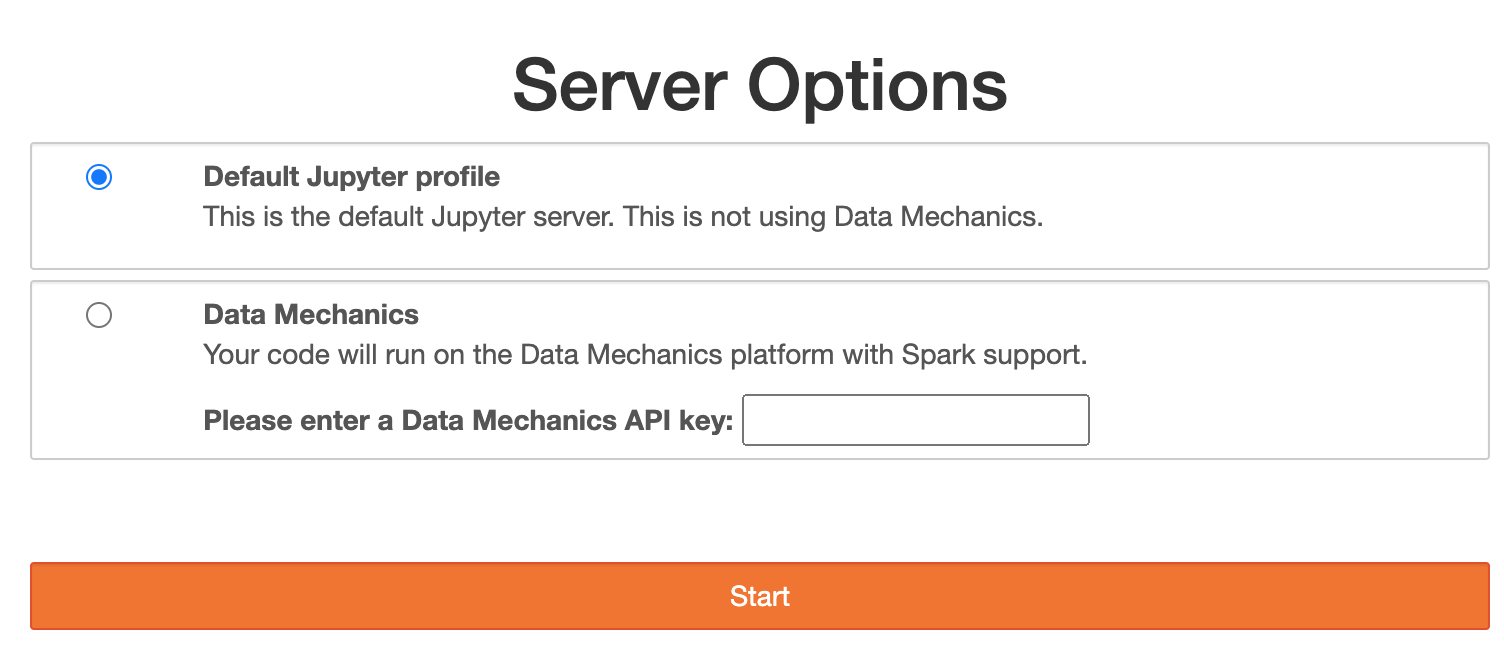 Server Options
Default Jupyter profile
This is the default Jupyter server. This is not using Data Mechanics.
Data Mechanics
Your code will run on the Data Mechanics platform with Spark support.
Please enter a Data Mechanics API key:
Start